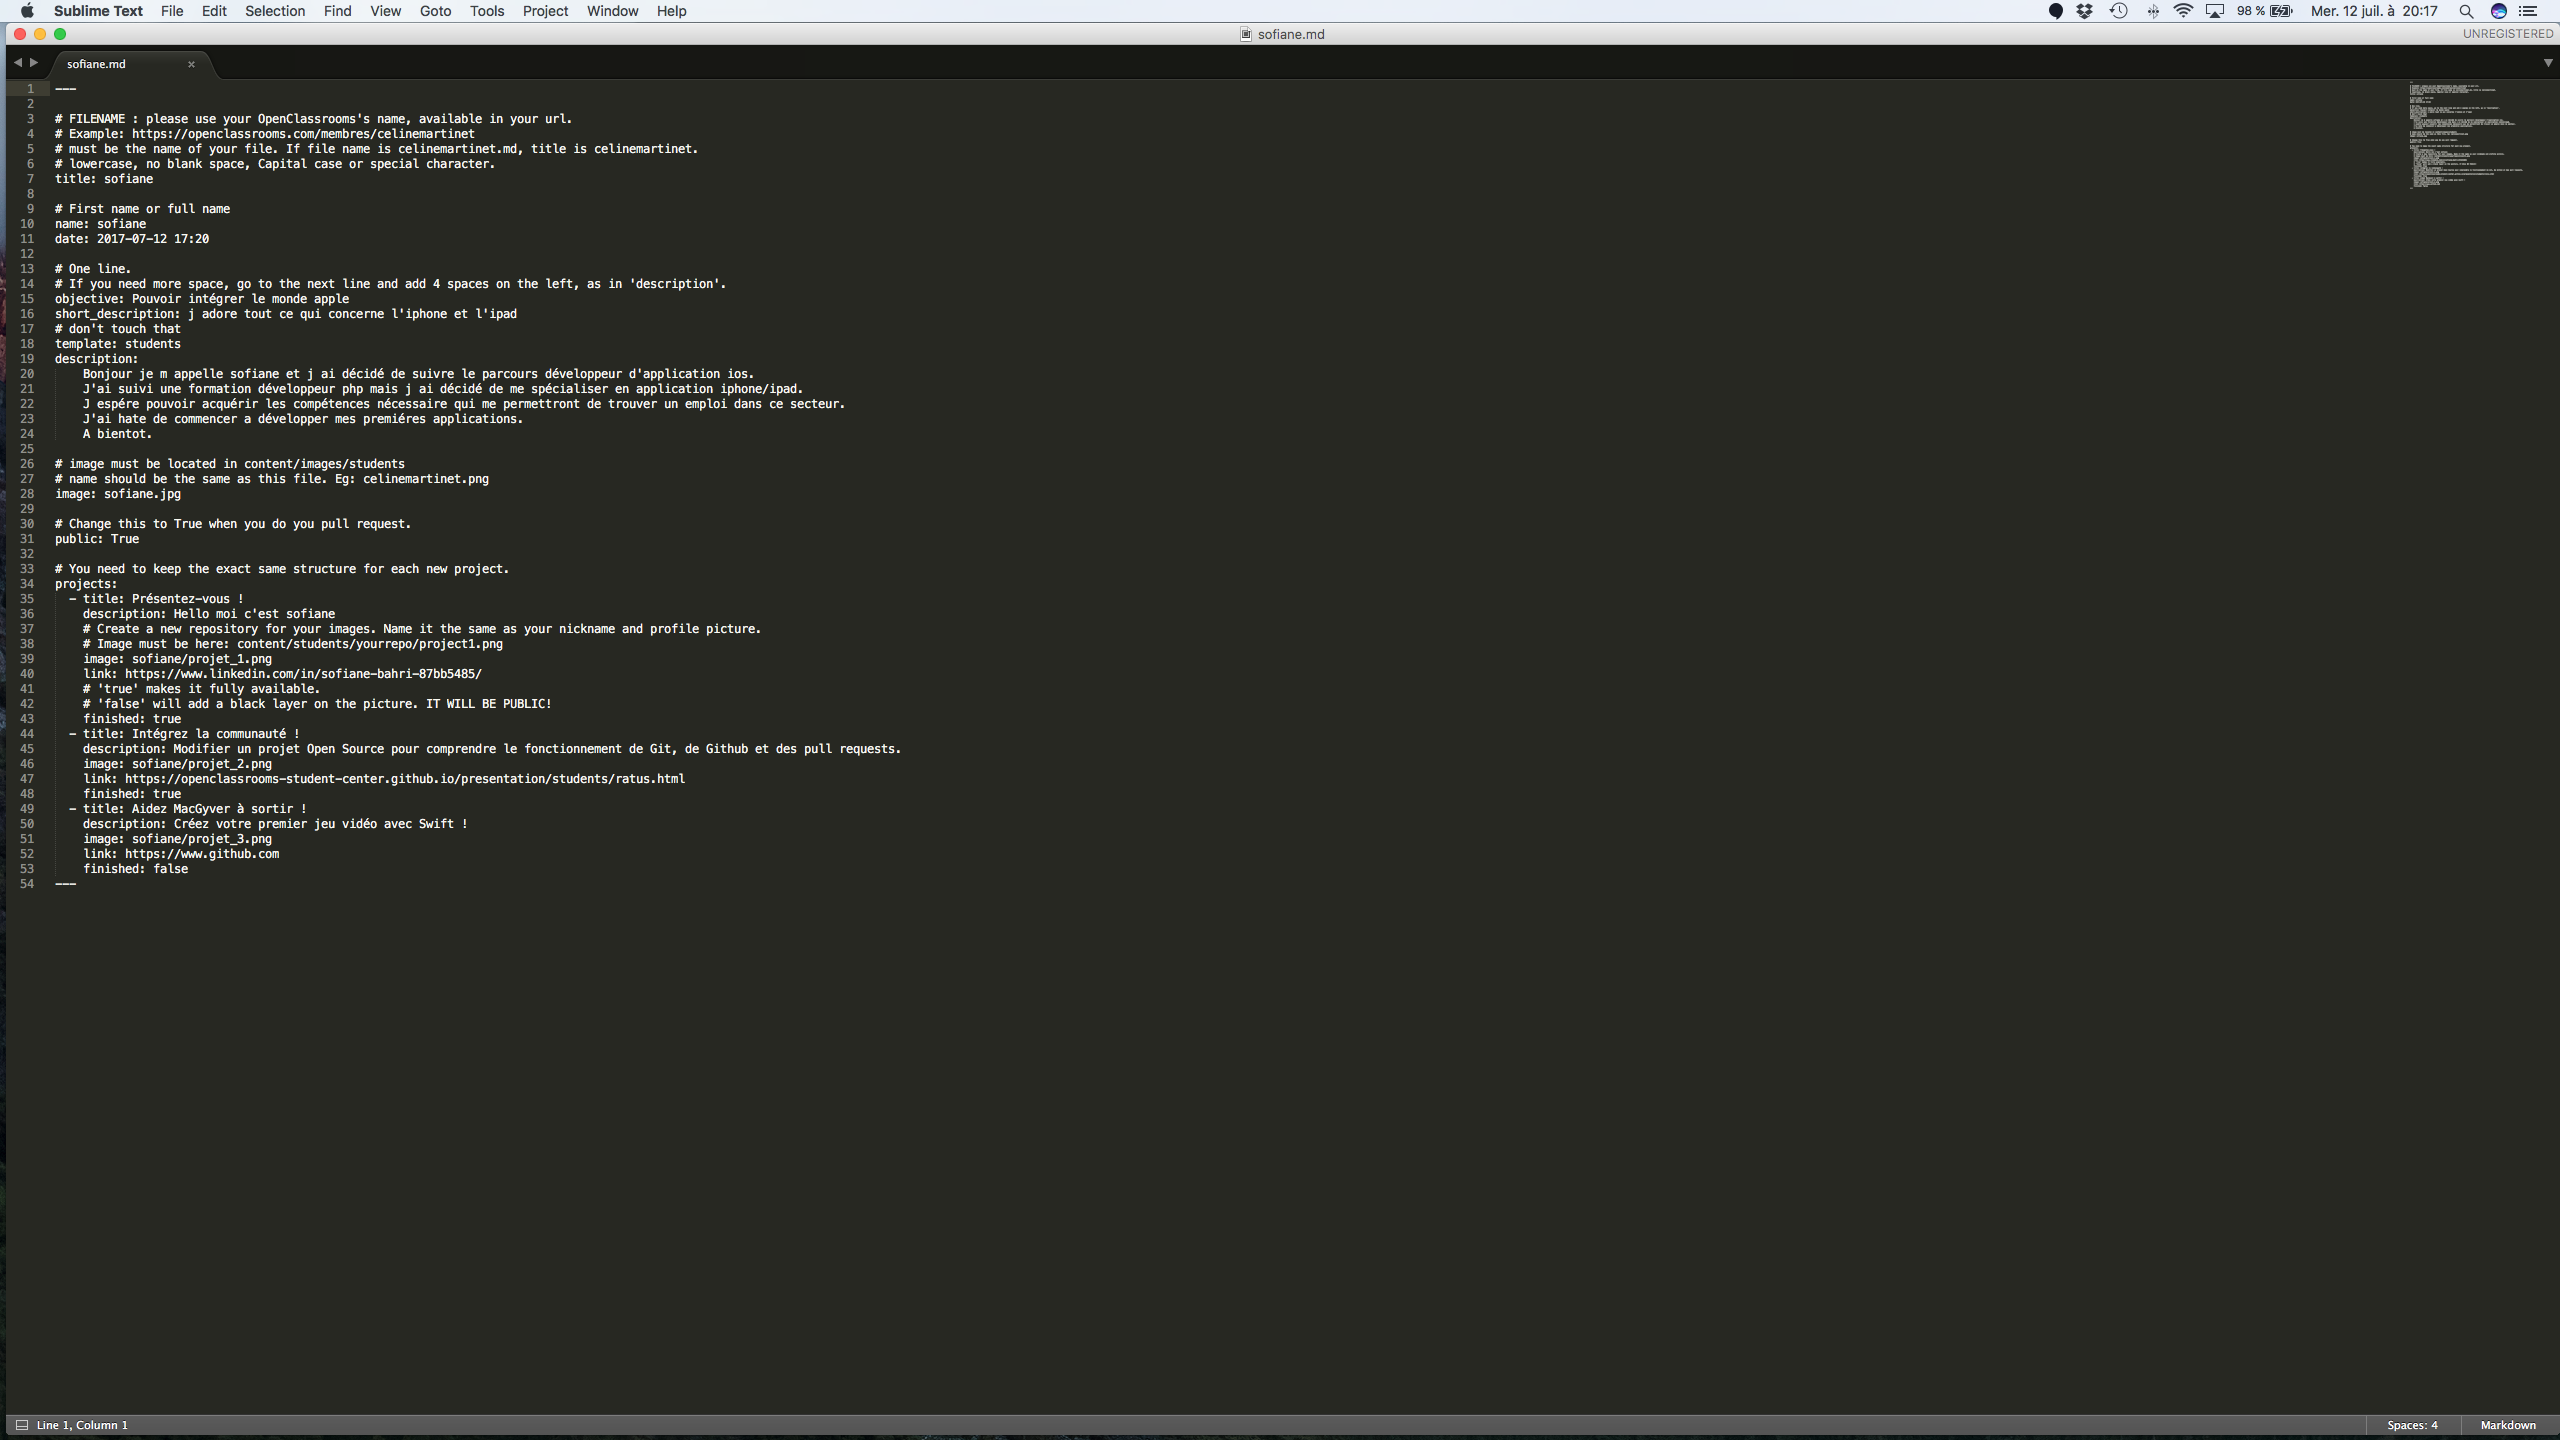 Sublime Text File Edit Selection Find View Goto Tools Project Window Help 98 % Mer. 12 juil. à 20:17
sofiane.md UNREGISTERED
sofiane.md ×
1 ---
2
3 # FILENAME : please use your OpenClassrooms's name, available in your url.
4 # Example: https://openclassrooms.com/membres/celinemartinet
5 # must be the name of your file. If file name is celinemartinet.md, title is celinemartinet.
6 # lowercase, no blank space, Capital case or special character.
7 title: sofiane
8
9 # First name or full name
10 name: sofiane
11 date: 2017-07-12 17:20
12
13 # One line.
14 # If you need more space, go to the next line and add 4 spaces on the left, as in 'description'.
15 objective: Pouvoir intégrer le monde apple
16 short_description: j adore tout ce qui concerne l'iphone et l'ipad
17 # don't touch that
18 template: students
19 description:
20 Bonjour je m appelle sofiane et j ai décidé de suivre le parcours développeur d'application ios.
21 J'ai suivi une formation développeur php mais j ai décidé de me spécialiser en application iphone/ipad.
22 J espére pouvoir acquérir les compétences nécessaire qui me permettront de trouver un emploi dans ce secteur.
23 J'ai hate de commencer a développer mes premiéres applications.
24 A bientot.
25
26 # image must be located in content/images/students
27 # name should be the same as this file. Eg: celinemartinet.png
28 image: sofiane.jpg
29
30 # Change this to True when you do you pull request.
31 public: True
32
33 # You need to keep the exact same structure for each new project.
34 projects:
35 - title: Présentez-vous !
36 description: Hello moi c'est sofiane
37 # Create a new repository for your images. Name it the same as your nickname and profile picture.
38 # Image must be here: content/students/yourrepo/project1.png
39 image: sofiane/projet_1.png
40 link: https://www.linkedin.com/in/sofiane-bahri-87bb5485/
41 # 'true' makes it fully available.
42 # 'false' will add a black layer on the picture. IT WILL BE PUBLIC!
43 finished: true
44 - title: Intégrez la communauté !
45 description: Modifier un projet Open Source pour comprendre le fonctionnement de Git, de Github et des pull requests.
46 image: sofiane/projet_2.png
47 link: https://openclassrooms-student-center.github.io/presentation/students/ratus.html
48 finished: true
49 - title: Aidez MacGyver à sortir !
50 description: Créez votre premier jeu vidéo avec Swift !
51 image: sofiane/projet_3.png
52 link: https://www.github.com
53 finished: false
54 ---
Line 1, Column 1 Spaces: 4 Markdown